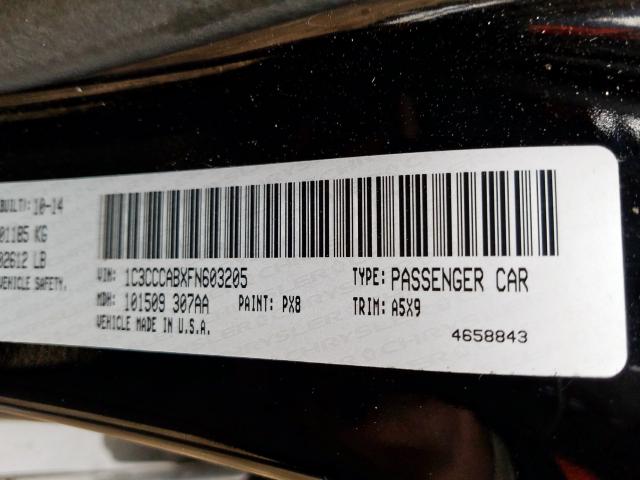 BUILT): 10-14
01185 KG
02612 LB
VEHICLE SAFETY.
VIN: 1C3CCCABXFN603205 TYPE: PASSENGER CAR
MDH: 101509 307AA PAINT: PX8 TRIM: A5X9
VEHICLE MADE IN U.S.A.
4658843